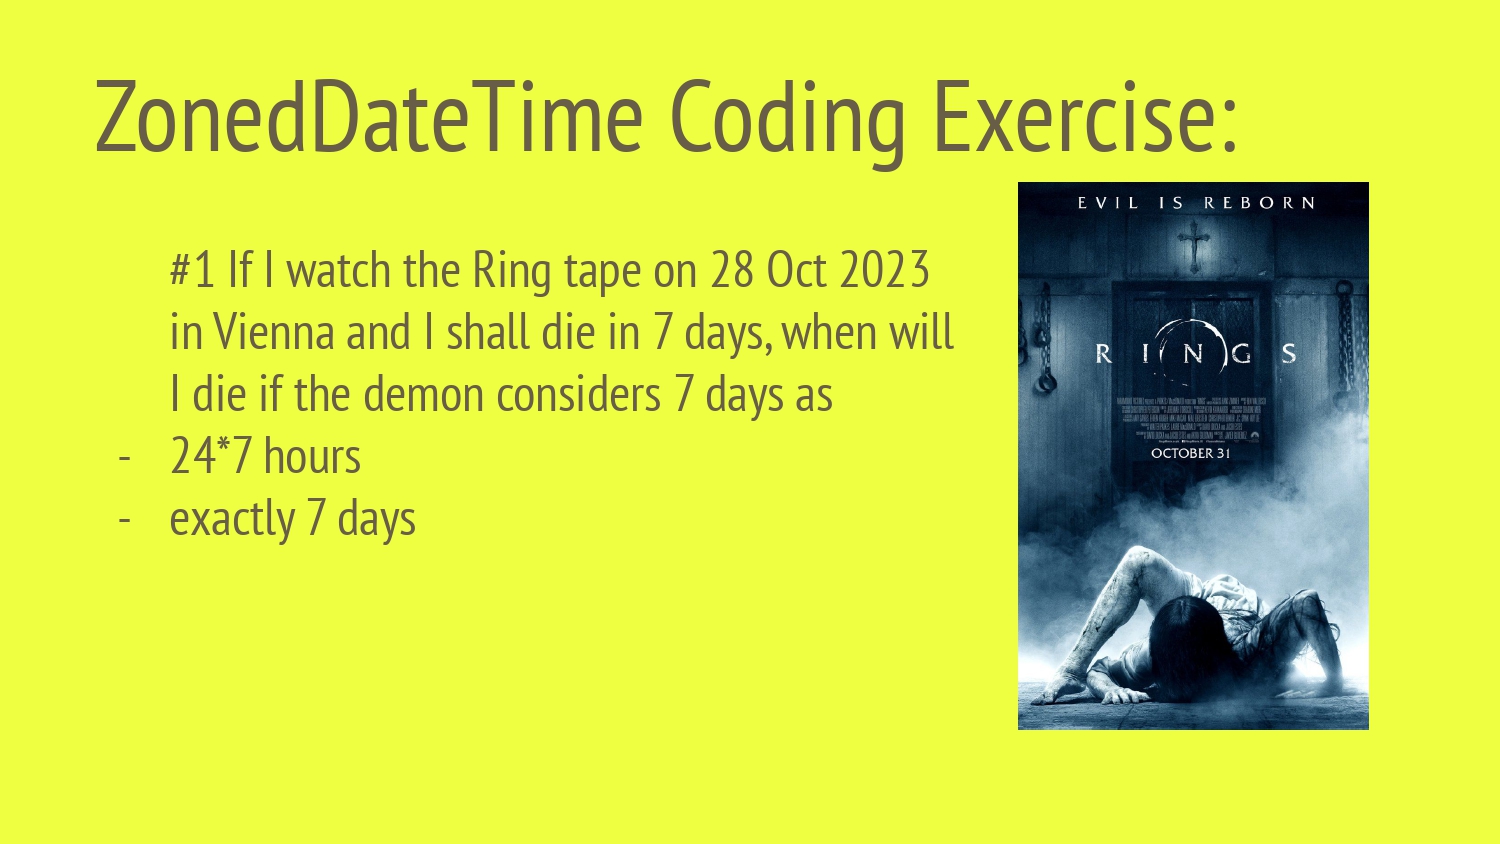 ZonedDateTime Coding Exercise:
EVIL IS REBORN
#1 If I watch the Ring tape on 28 Oct 2023
in Vienna and I shall die in 7 days, when will
I die if the demon considers 7 days as
- 24*7 hours
- exactly 7 days
RINGS
OCTOBER 31